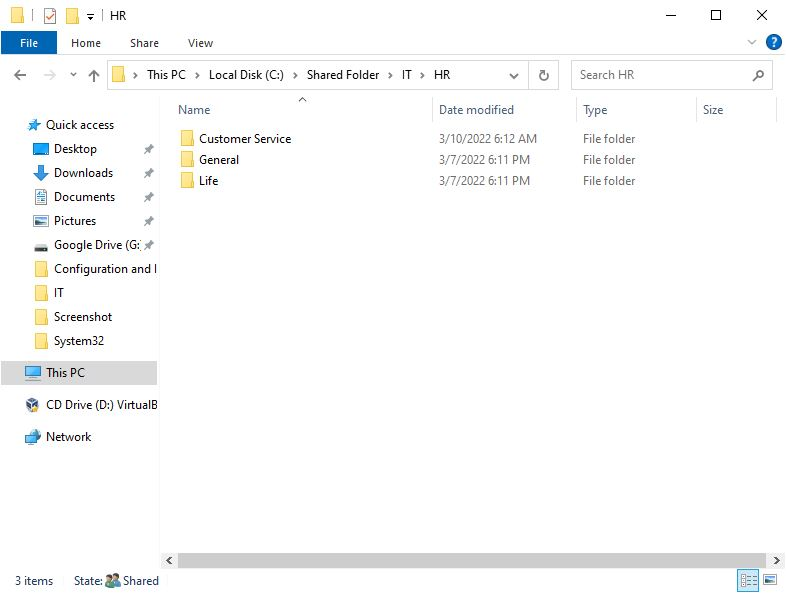 HR
File Home Share View
This PC Local Disk (C:) Shared Folder IT HR
Search HR
Name Date modified Type Size
Quick access
Desktop
Downloads
Documents
Pictures
Google Drive (G:
Configuration and I
IT
Screenshot
System32
This PC
CD Drive (D:) VirtualB
Network
Customer Service 3/10/2022 6:12 AM File folder
General 3/7/2022 6:11 PM File folder
Life 3/7/2022 6:11 PM File folder
3 items State: Shared